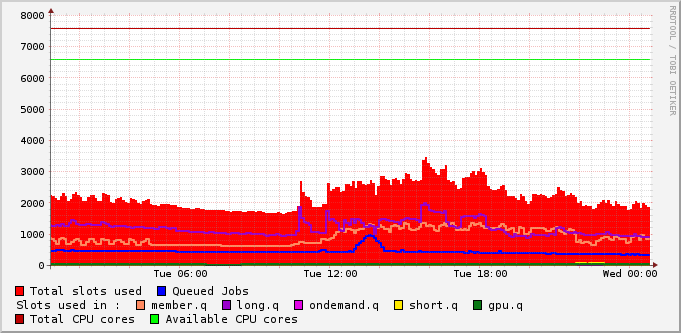 8000
7000
6000
5000
4000
3000
2000
1000
0
Tue 06:00 Tue 12:00 Tue 18:00 Wed 00:00
Total slots used Queued Jobs
Slots used in : member.q long.q ondemand.q short.q gpu.q
Total CPU cores Available CPU cores
RRDTOOL / TOBI OETIKER